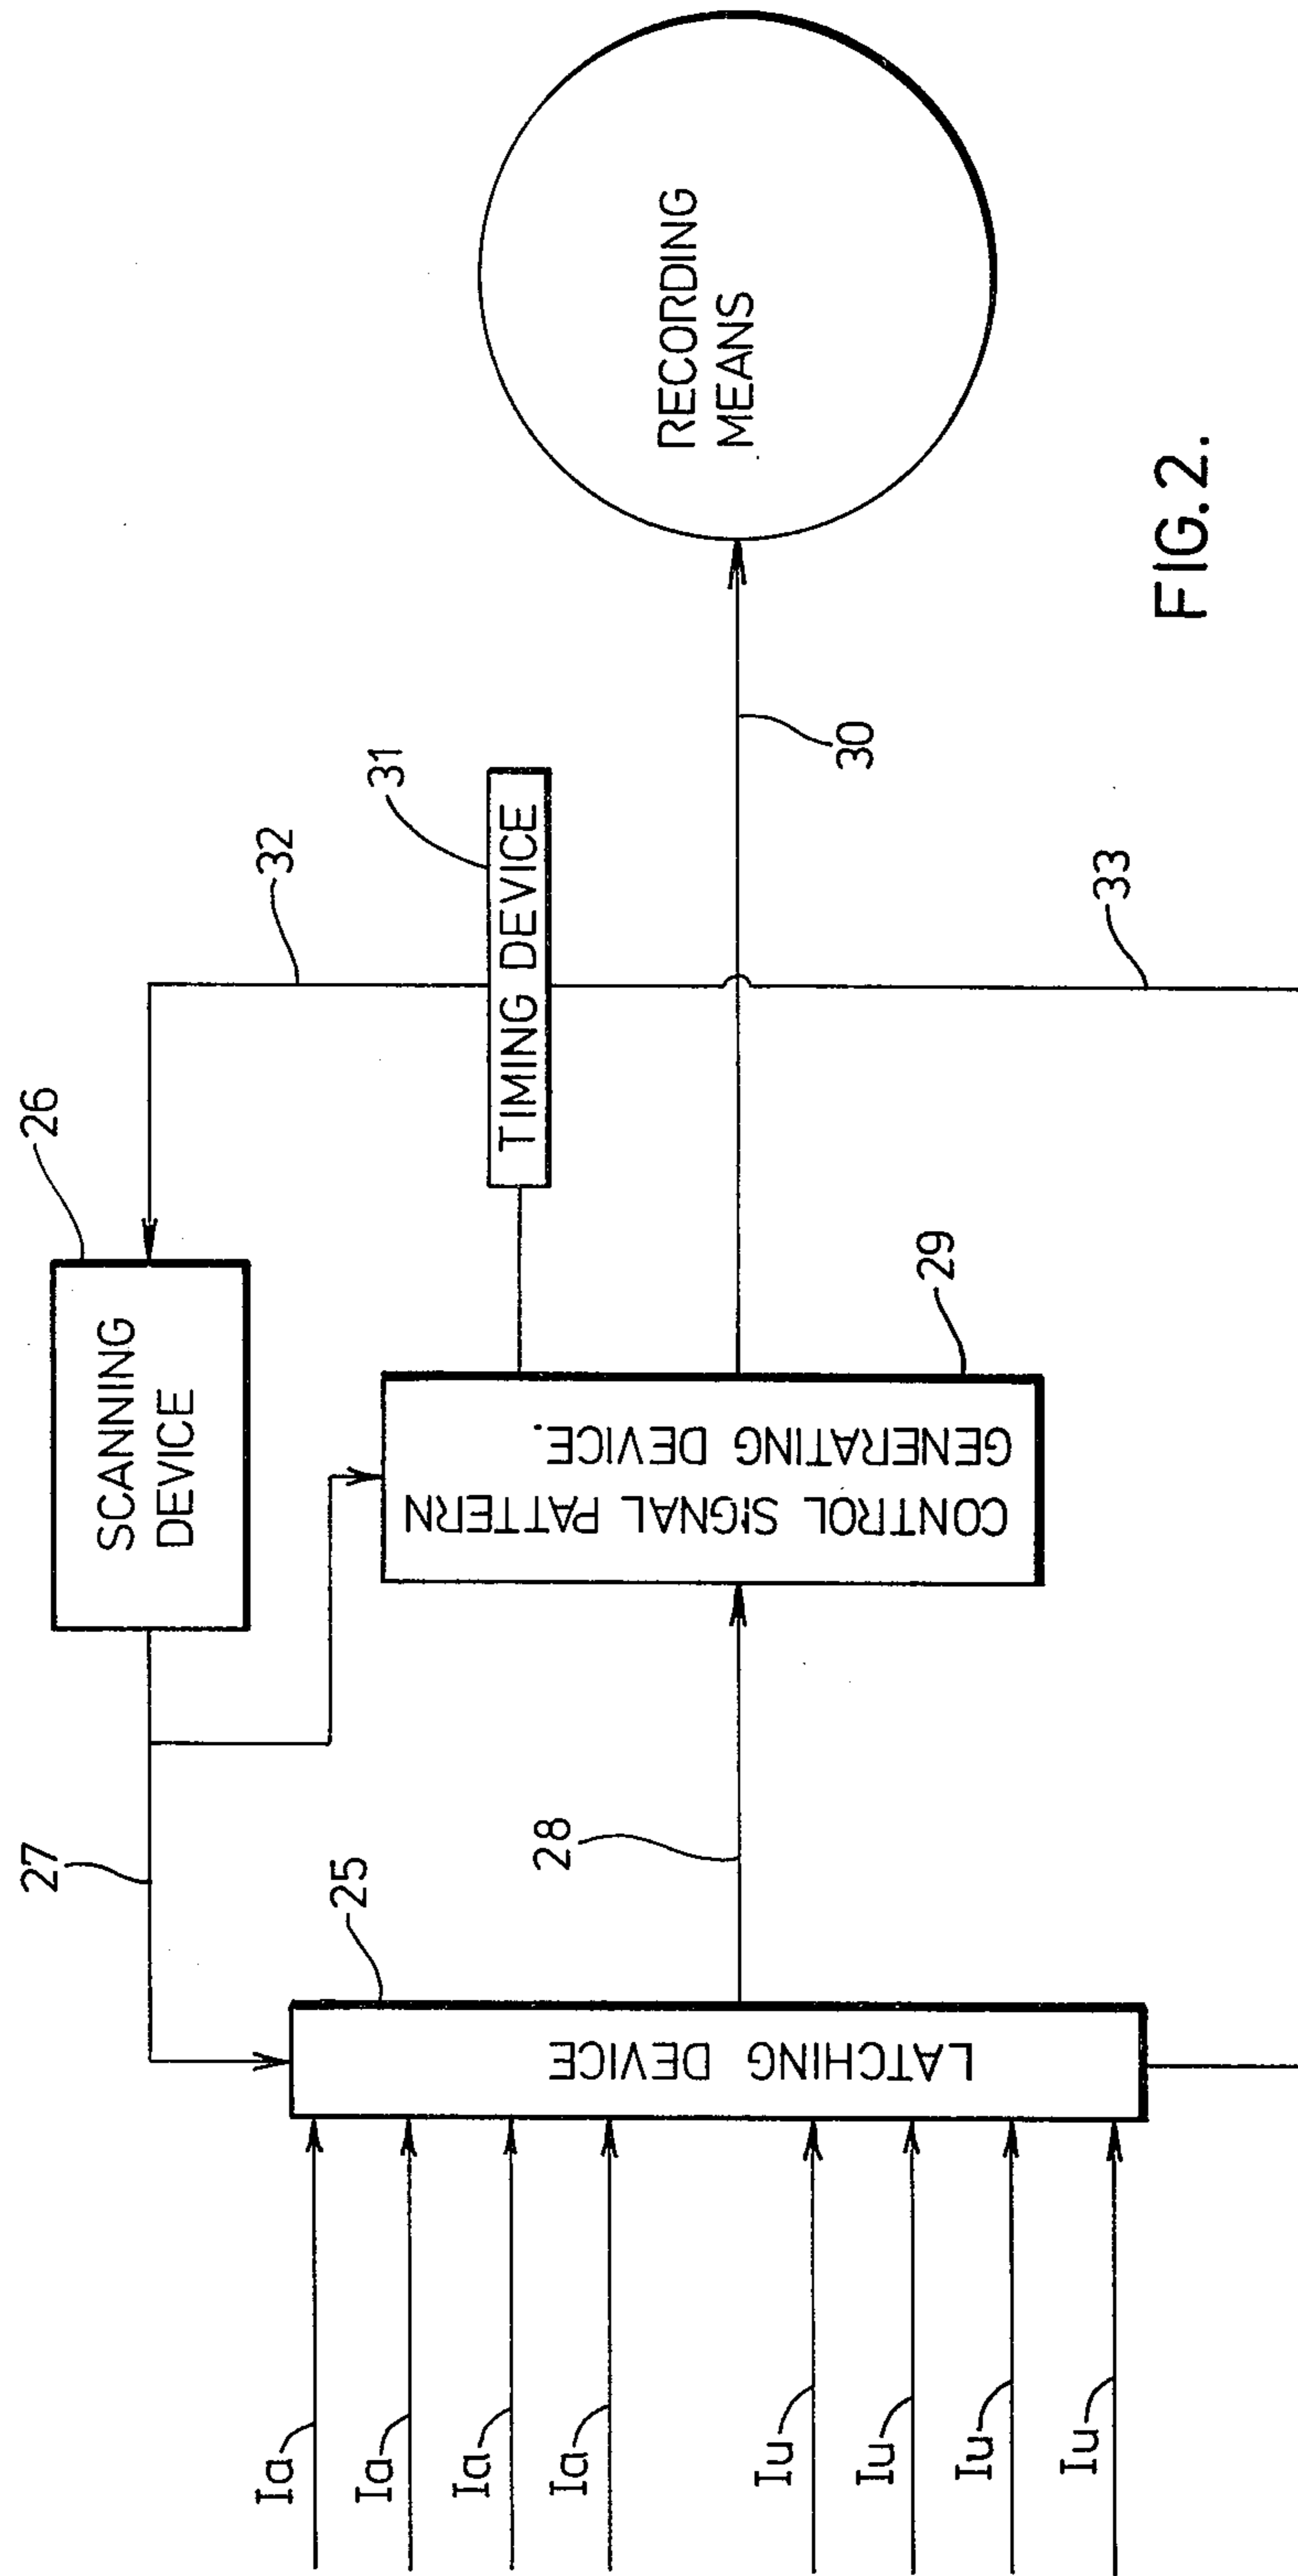 26
SCANNING
DEVICE
27
32
31
TIMING DEVICE
25
LATCHING DEVICE
28
CONTROL SIGNAL PATTERN
GENERATING DEVICE.
29
30
RECORDING
MEANS
33
Ia
Ia
Ia
Ia
Iu
Iu
Iu
Iu
FIG. 2.